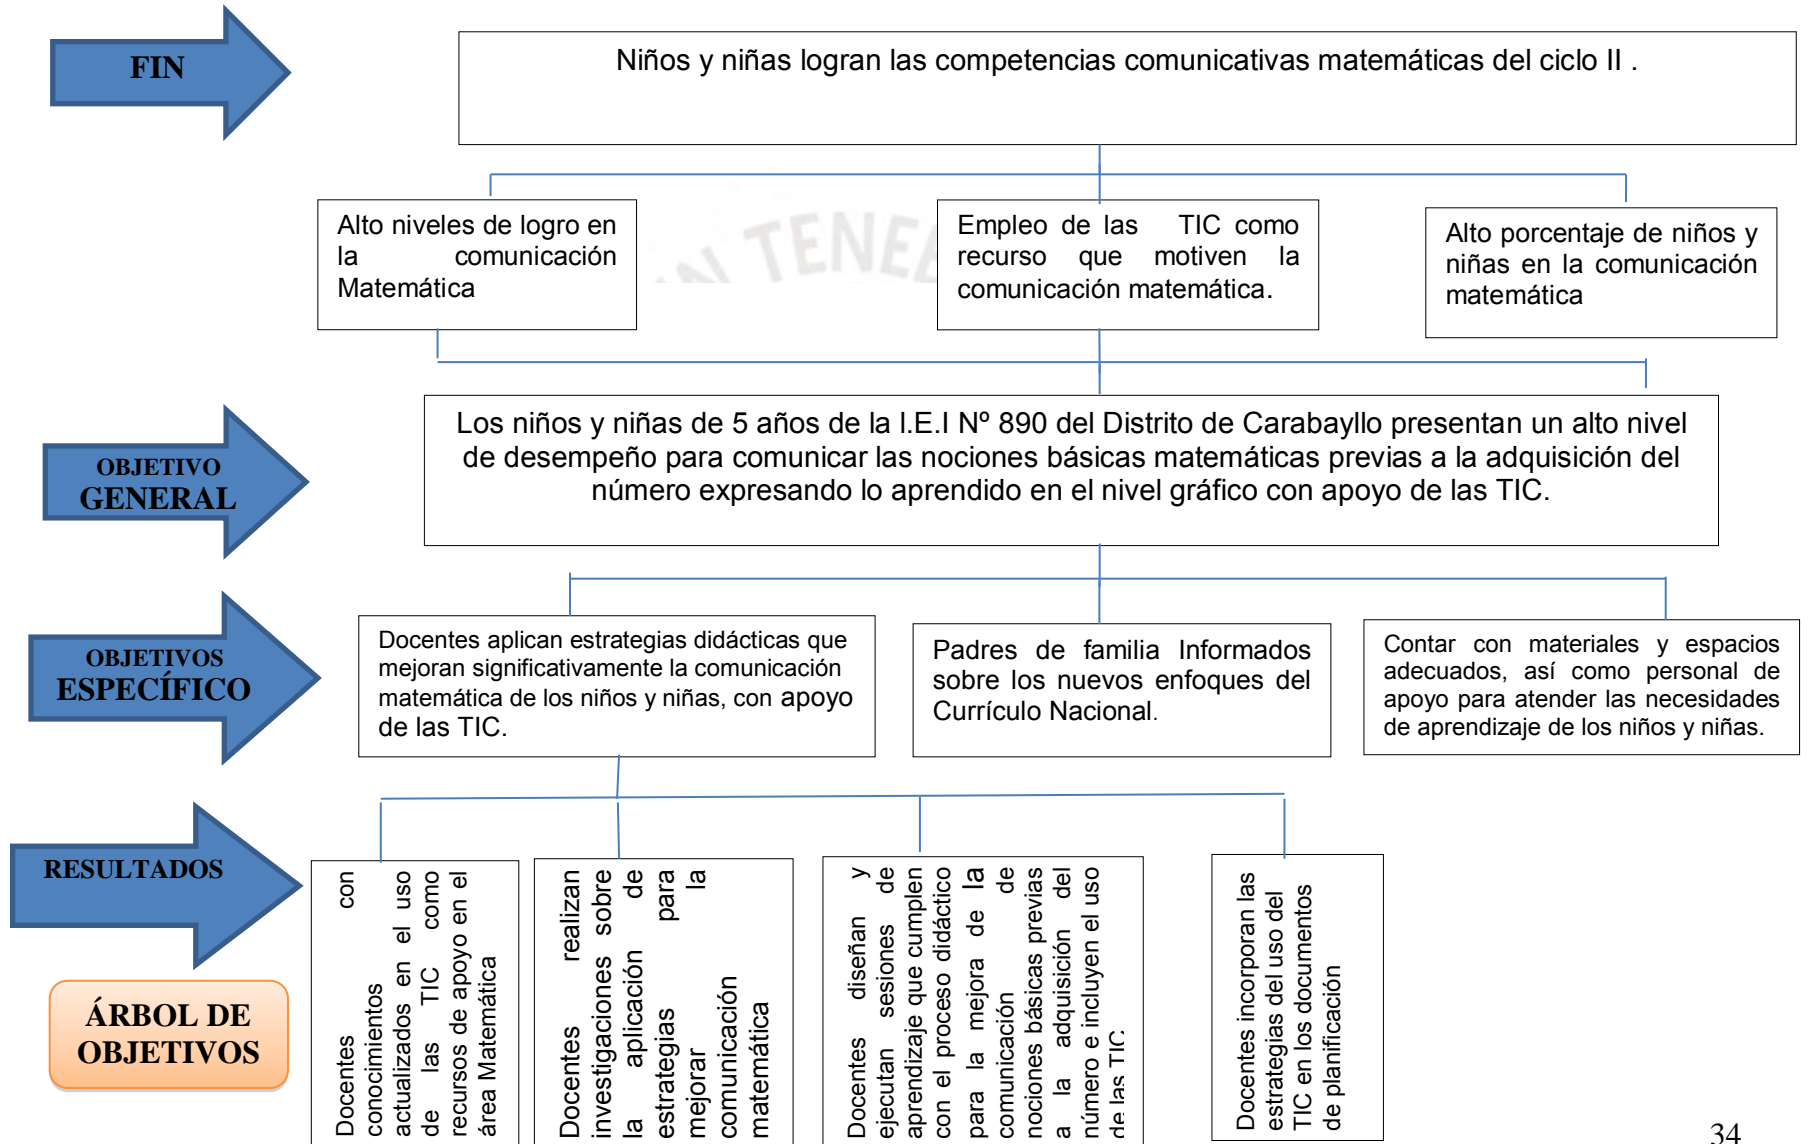 FIN
Niños y niñas logran las competencias comunicativas matemáticas del ciclo II .
Alto niveles de logro en
la comunicación
Matemática
Empleo de las TIC como
recurso que motiven la
comunicación matemática.
Alto porcentaje de niños y
niñas en la comunicación
matemática
OBJETIVO
GENERAL
Los niños y niñas de 5 años de la I.E.I Nº 890 del Distrito de Carabayllo presentan un alto nivel
de desempeño para comunicar las nociones básicas matemáticas previas a la adquisición del
número expresando lo aprendido en el nivel gráfico con apoyo de las TIC.
OBJETIVOS
ESPECÍFICO
Docentes aplican estrategias didácticas que
mejoran significativamente la comunicación
matemática de los niños y niñas, con apoyo
de las TIC.
Padres de familia Informados
sobre los nuevos enfoques del
Currículo Nacional.
Contar con materiales y espacios
adecuados, así como personal de
apoyo para atender las necesidades
de aprendizaje de los niños y niñas.
RESULTADOS
Docentes con
conocimientos
actualizados en el uso
de las TIC como
recursos de apoyo en el
área Matemática
Docentes realizan
investigaciones sobre
la aplicación de
estrategias para
mejorar la
comunicación
matemática
Docentes diseñan y
ejecutan sesiones de
aprendizaje que cumplen
con el proceso didáctico
para la mejora de la
comunicación de
nociones básicas previas
a la adquisición del
número e incluyen el uso
de las TIC.
Docentes incorporan las
estrategias del uso del
TIC en los documentos
de planificación
ÁRBOL DE
OBJETIVOS
34